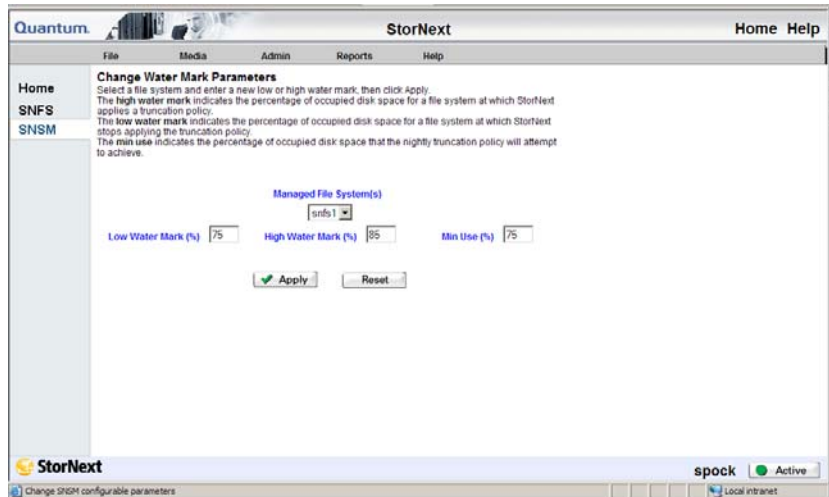 Quantum. StorNext Home Help
File Media Admin Reports Help
Home
SNFS
SNSM
Change Water Mark Parameters
Select a file system and enter a new low or high water mark, then click Apply.
The high water mark indicates the percentage of occupied disk space for a file system at which StorNext
applies a truncation policy.
The low water mark indicates the percentage of occupied disk space for a file system at which StorNext
stops applying the truncation policy.
The min use indicates the percentage of occupied disk space that the nightly truncation policy will attempt
to achieve.
Managed File System(s)
snfs1
Low Water Mark (%) 75 High Water Mark (%) 85 Min Use (%) 75
Apply Reset
StorNext spock Active
Change SNSM configurable parameters Local intranet